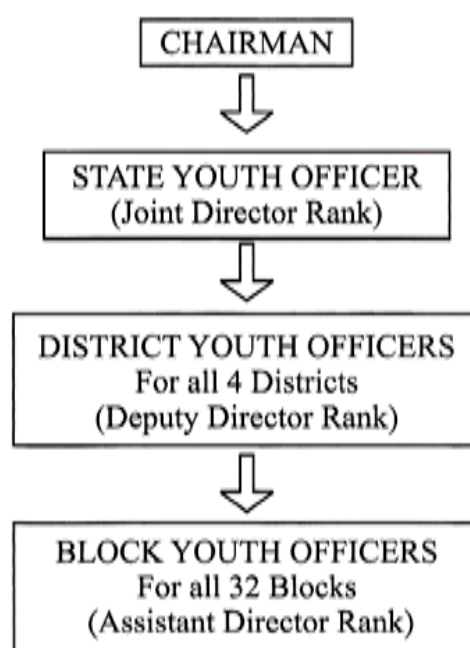 CHAIRMAN
STATE YOUTH OFFICER
(Joint Director Rank)
DISTRICT YOUTH OFFICERS
For all 4 Districts
(Deputy Director Rank)
BLOCK YOUTH OFFICERS
For all 32 Blocks
(Assistant Director Rank)